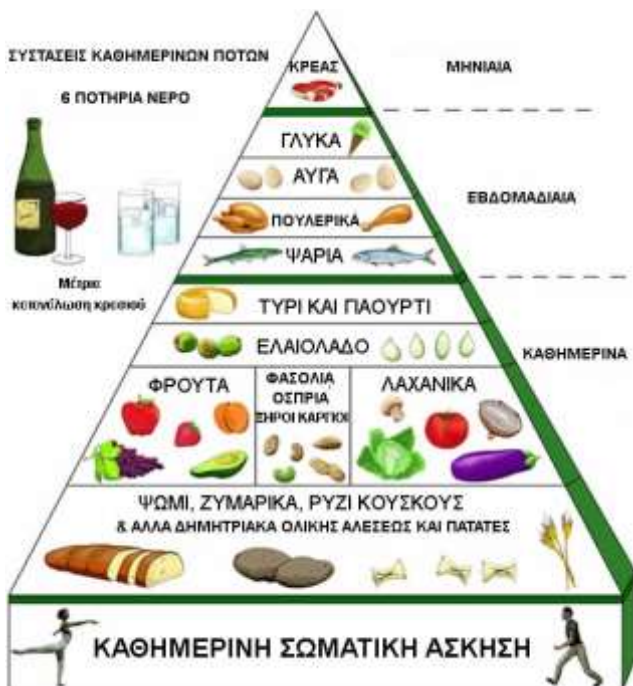 ΣΥΣΤΑΣΕΙΣ ΚΑΘΗΜΕΡΙΝΩΝ ΠΟΤΩΝ
6 ΠΟΤΗΡΙΑ ΝΕΡΟ
Μέτρια
κατανάλωση κρασιού
ΚΡΕΑΣ
ΜΗΝΙΑΙΑ
ΓΛΥΚΑ
ΑΥΓΑ
ΠΟΥΛΕΡΙΚΑ
ΨΑΡΙΑ
ΕΒΔΟΜΑΔΙΑΙΑ
ΤΥΡΙ ΚΑΙ ΓΙΑΟΥΡΤΙ
ΕΛΑΙΟΛΑΔΟ
ΚΑΘΗΜΕΡΙΝΑ
ΦΡΟΥΤΑ
ΦΑΣΟΛΙΑ
ΟΣΠΡΙΑ
ΞΗΡΟΙ ΚΑΡΠΟΙ
ΛΑΧΑΝΙΚΑ
ΨΩΜΙ, ΖΥΜΑΡΙΚΑ, ΡΥΖΙ ΚΟΥΣΚΟΥΣ
& ΑΛΛΑ ΔΗΜΗΤΡΙΑΚΑ ΟΛΙΚΗΣ ΑΛΕΣΕΩΣ ΚΑΙ ΠΑΤΑΤΕΣ
ΚΑΘΗΜΕΡΙΝΗ ΣΩΜΑΤΙΚΗ ΑΣΚΗΣΗ